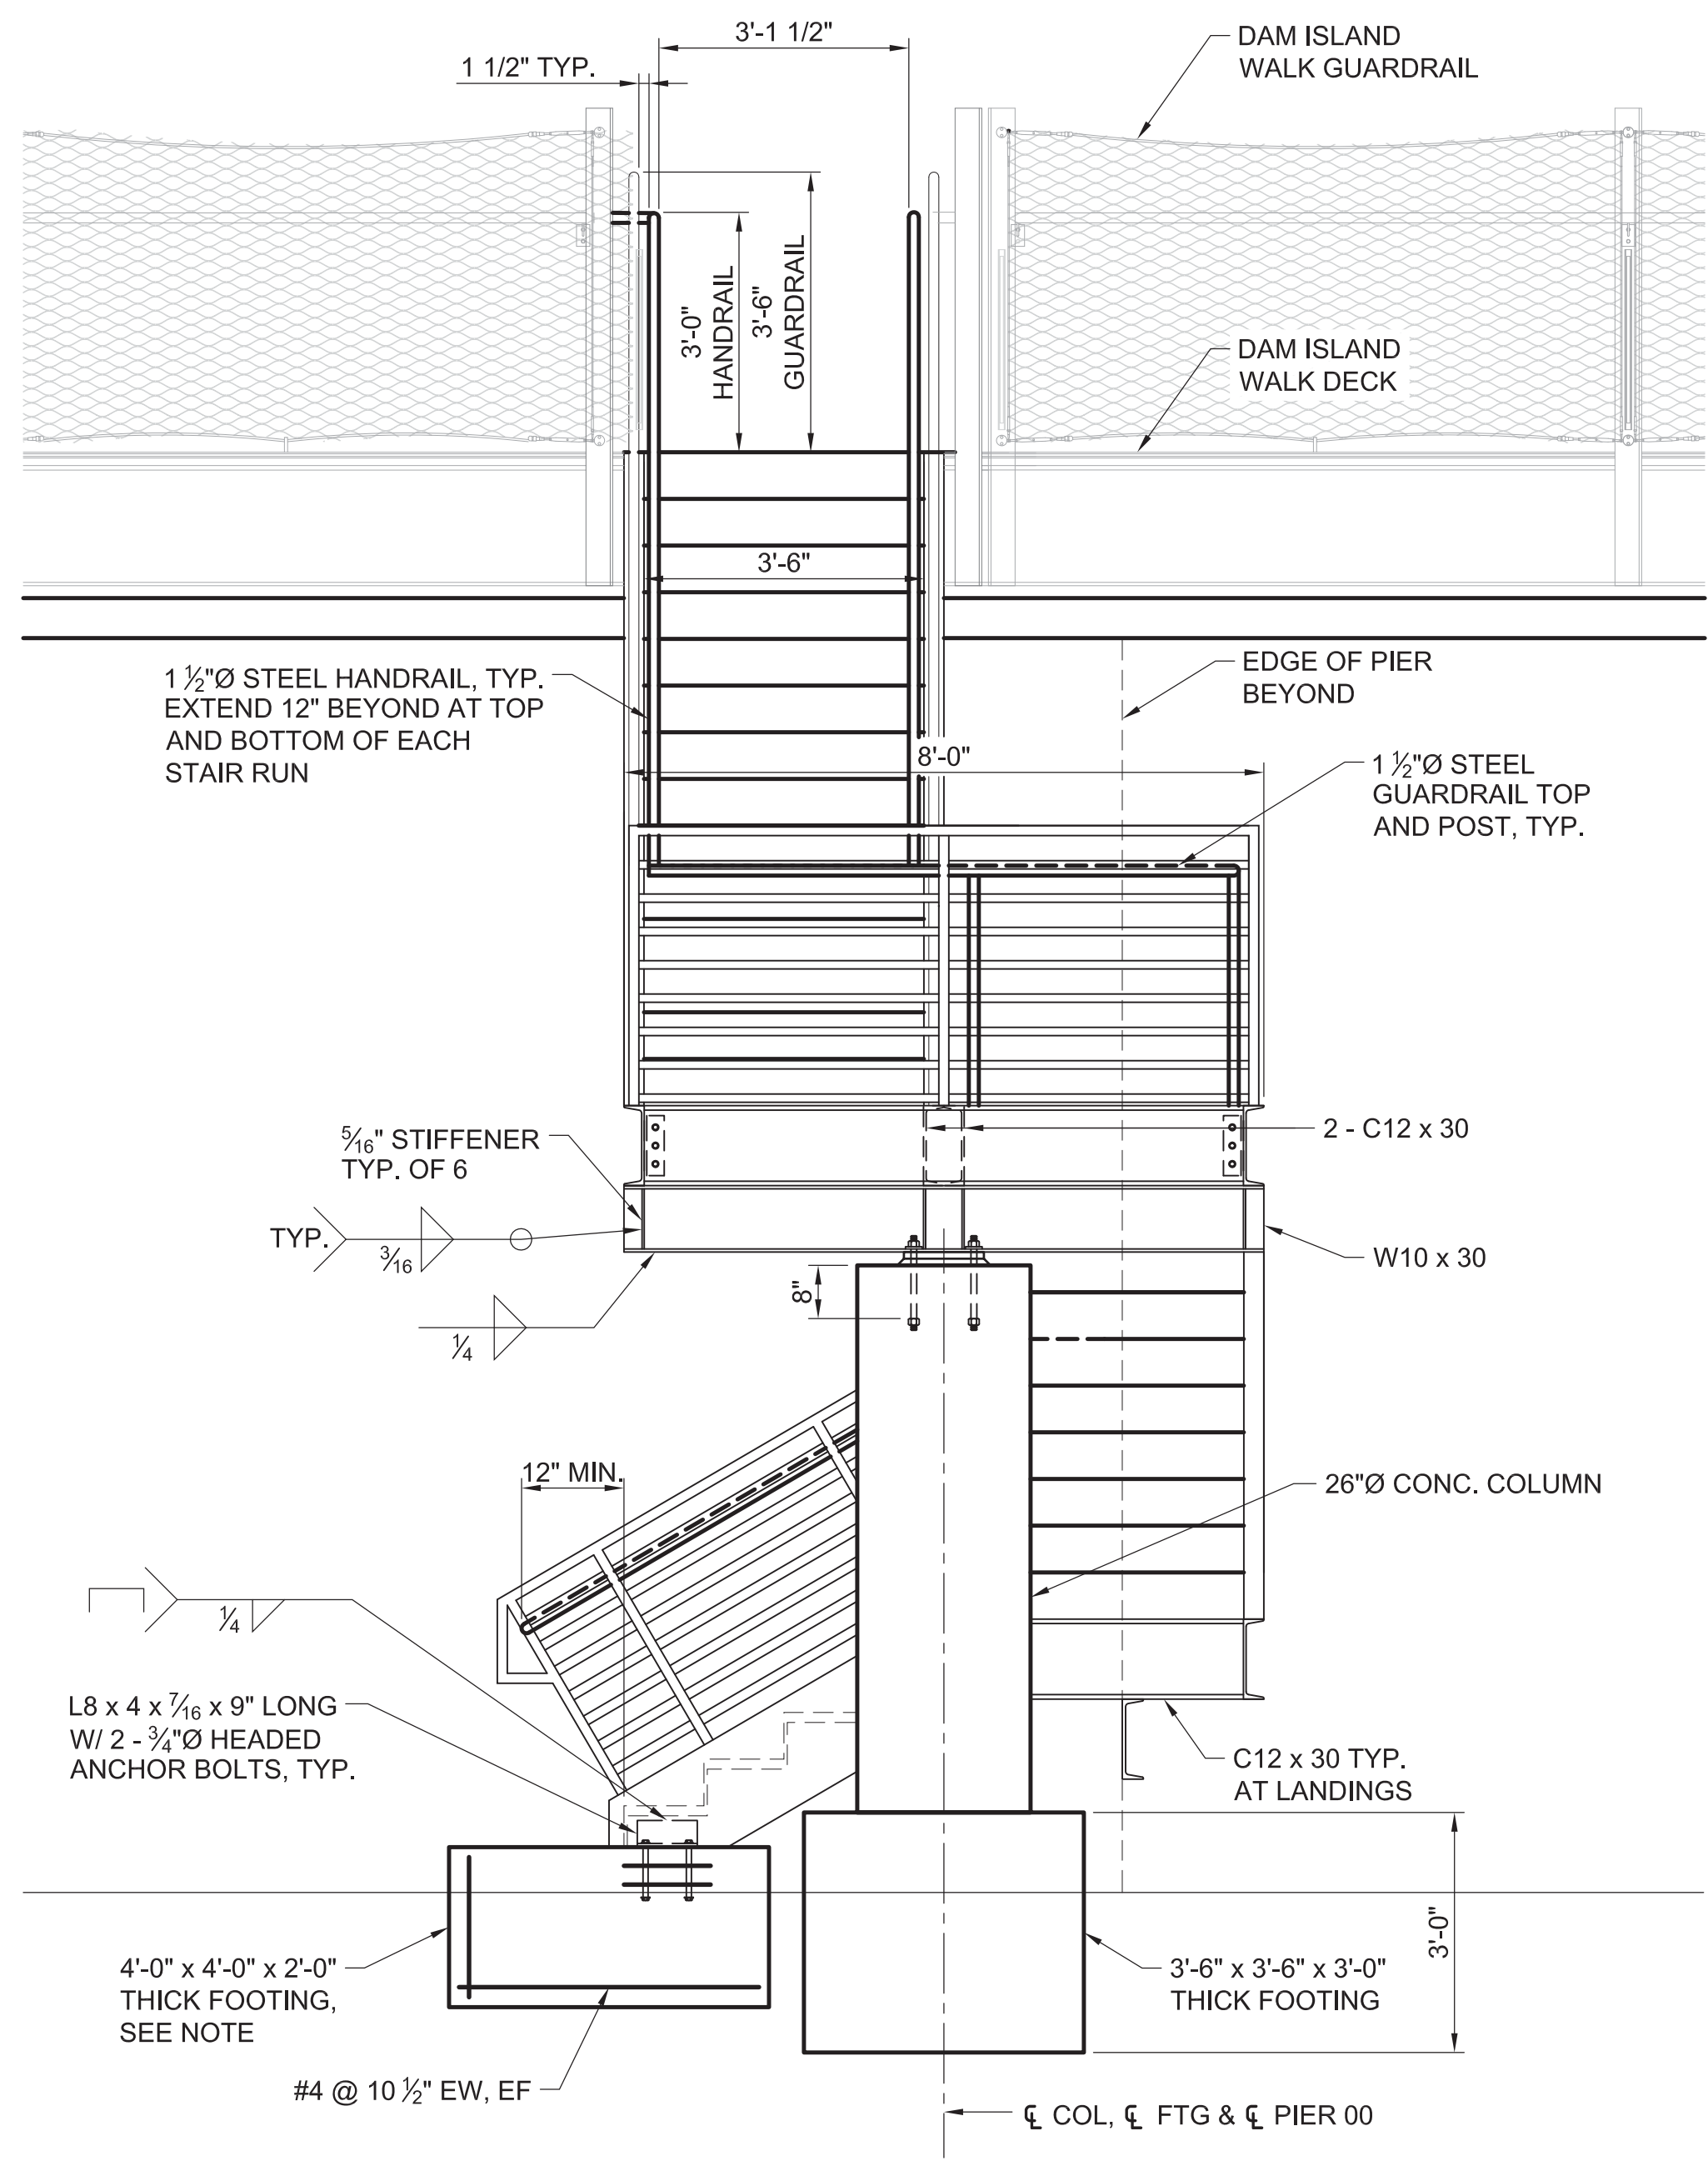 3'-1 1/2"
1 1/2" TYP.
DAM ISLAND
WALK GUARDRAIL
3'-0"
HANDRAIL
3'-6"
GUARDRAIL
DAM ISLAND
WALK DECK
3'-6"
1 ½"Ø STEEL HANDRAIL, TYP.
EXTEND 12" BEYOND AT TOP
AND BOTTOM OF EACH
STAIR RUN
EDGE OF PIER
BEYOND
8'-0"
1 ½"Ø STEEL
GUARDRAIL TOP
AND POST, TYP.
5/16" STIFFENER
TYP. OF 6
2 - C12 x 30
TYP.
3/16
W10 x 30
8"
¼
12" MIN.
26"Ø CONC. COLUMN
¼
L8 x 4 x 7/16 x 9" LONG
W/ 2 - ¾"Ø HEADED
ANCHOR BOLTS, TYP.
C12 x 30 TYP.
AT LANDINGS
3'-0"
4'-0" x 4'-0" x 2'-0"
THICK FOOTING,
SEE NOTE
3'-6" x 3'-6" x 3'-0"
THICK FOOTING
#4 @ 10 ½" EW, EF
℄ COL, ℄ FTG & ℄ PIER 00